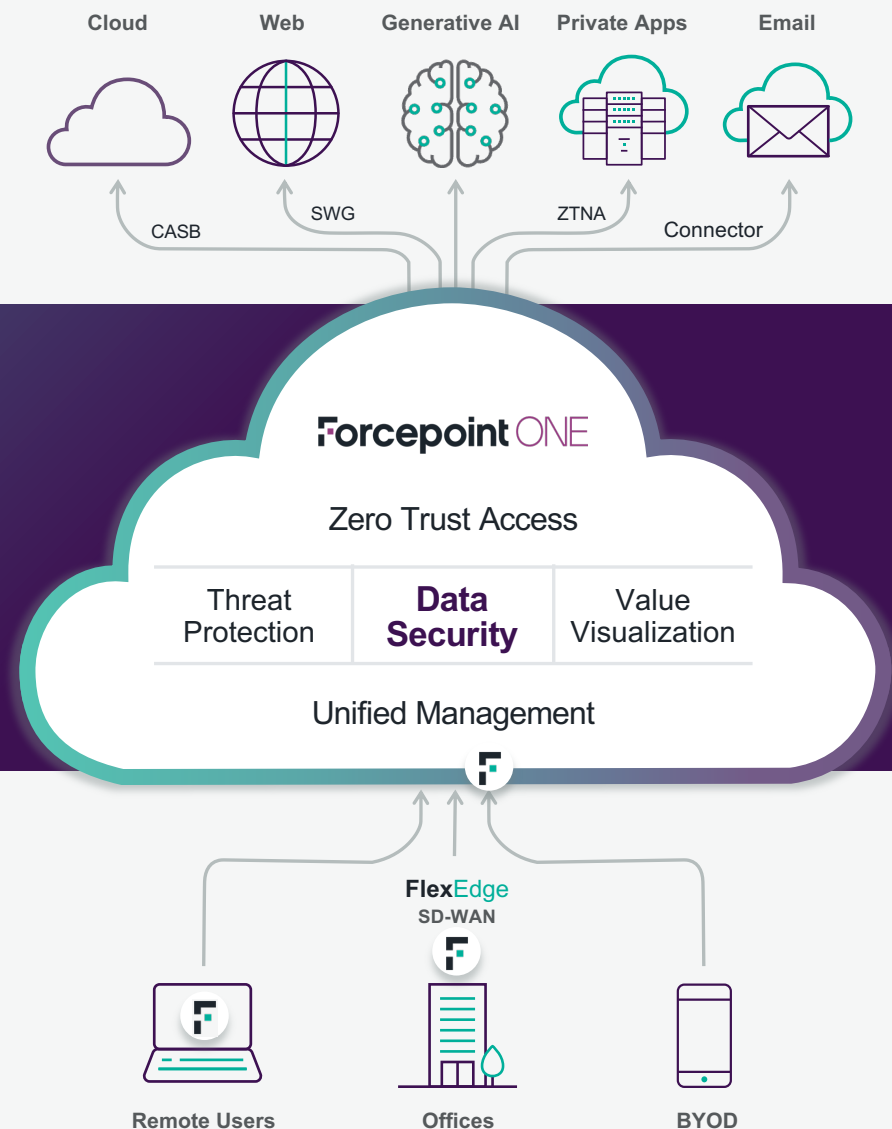 Cloud
Web
Generative AI
Private Apps
Email
CASB
SWG
ZTNA
Connector
Forcepoint ONE
Zero Trust Access
Threat
Protection
Data
Security
Value
Visualization
Unified Management
FlexEdge
SD-WAN
Remote Users
Offices
BYOD